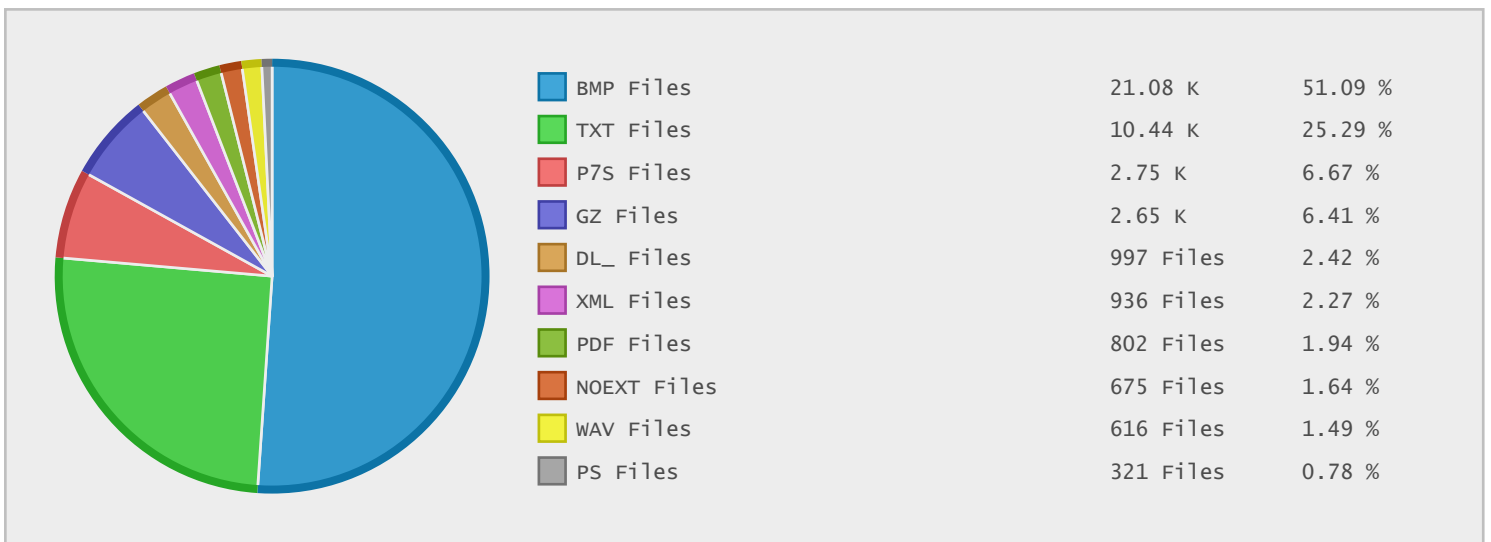 BMP Files 21.08 K 51.09 %
TXT Files 10.44 K 25.29 %
P7S Files 2.75 K 6.67 %
GZ Files 2.65 K 6.41 %
DL_ Files 997 Files 2.42 %
XML Files 936 Files 2.27 %
PDF Files 802 Files 1.94 %
NOEXT Files 675 Files 1.64 %
WAV Files 616 Files 1.49 %
PS Files 321 Files 0.78 %